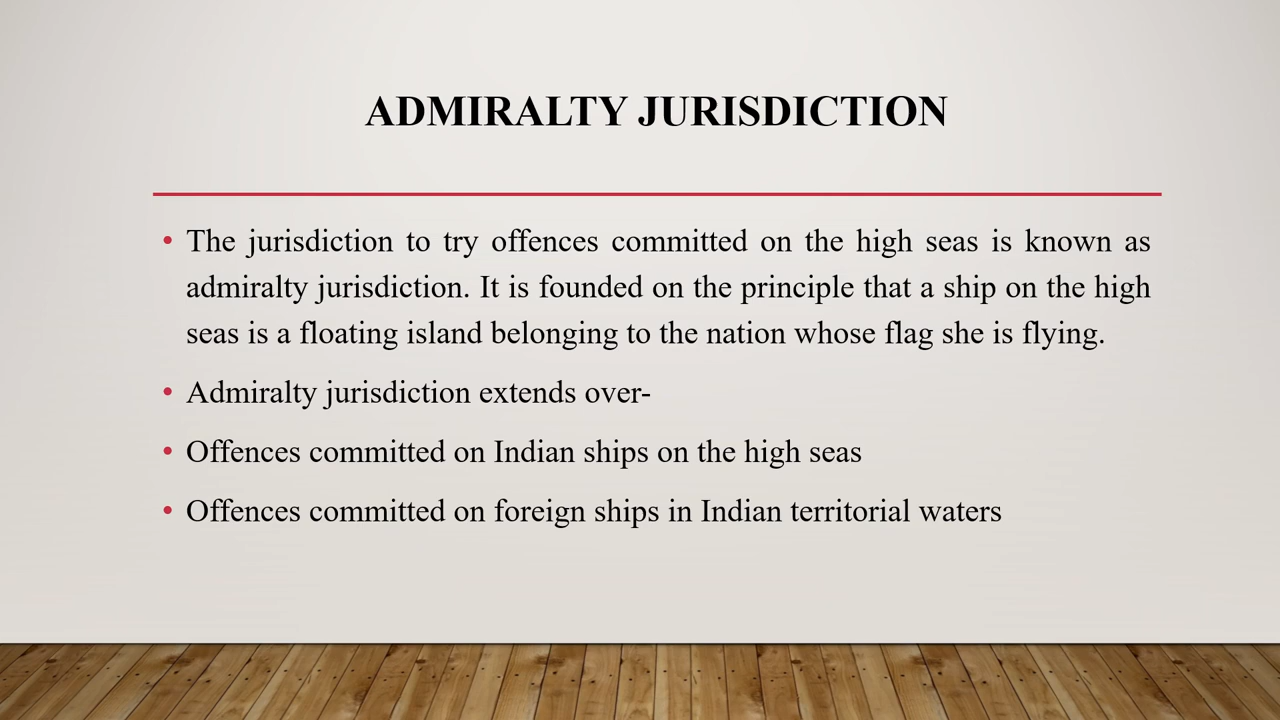 ADMIRALTY JURISDICTION
• The jurisdiction to try offences committed on the high seas is known as
admiralty jurisdiction. It is founded on the principle that a ship on the high
seas is a floating island belonging to the nation whose flag she is flying.
• Admiralty jurisdiction extends over-
• Offences committed on Indian ships on the high seas
• Offences committed on foreign ships in Indian territorial waters